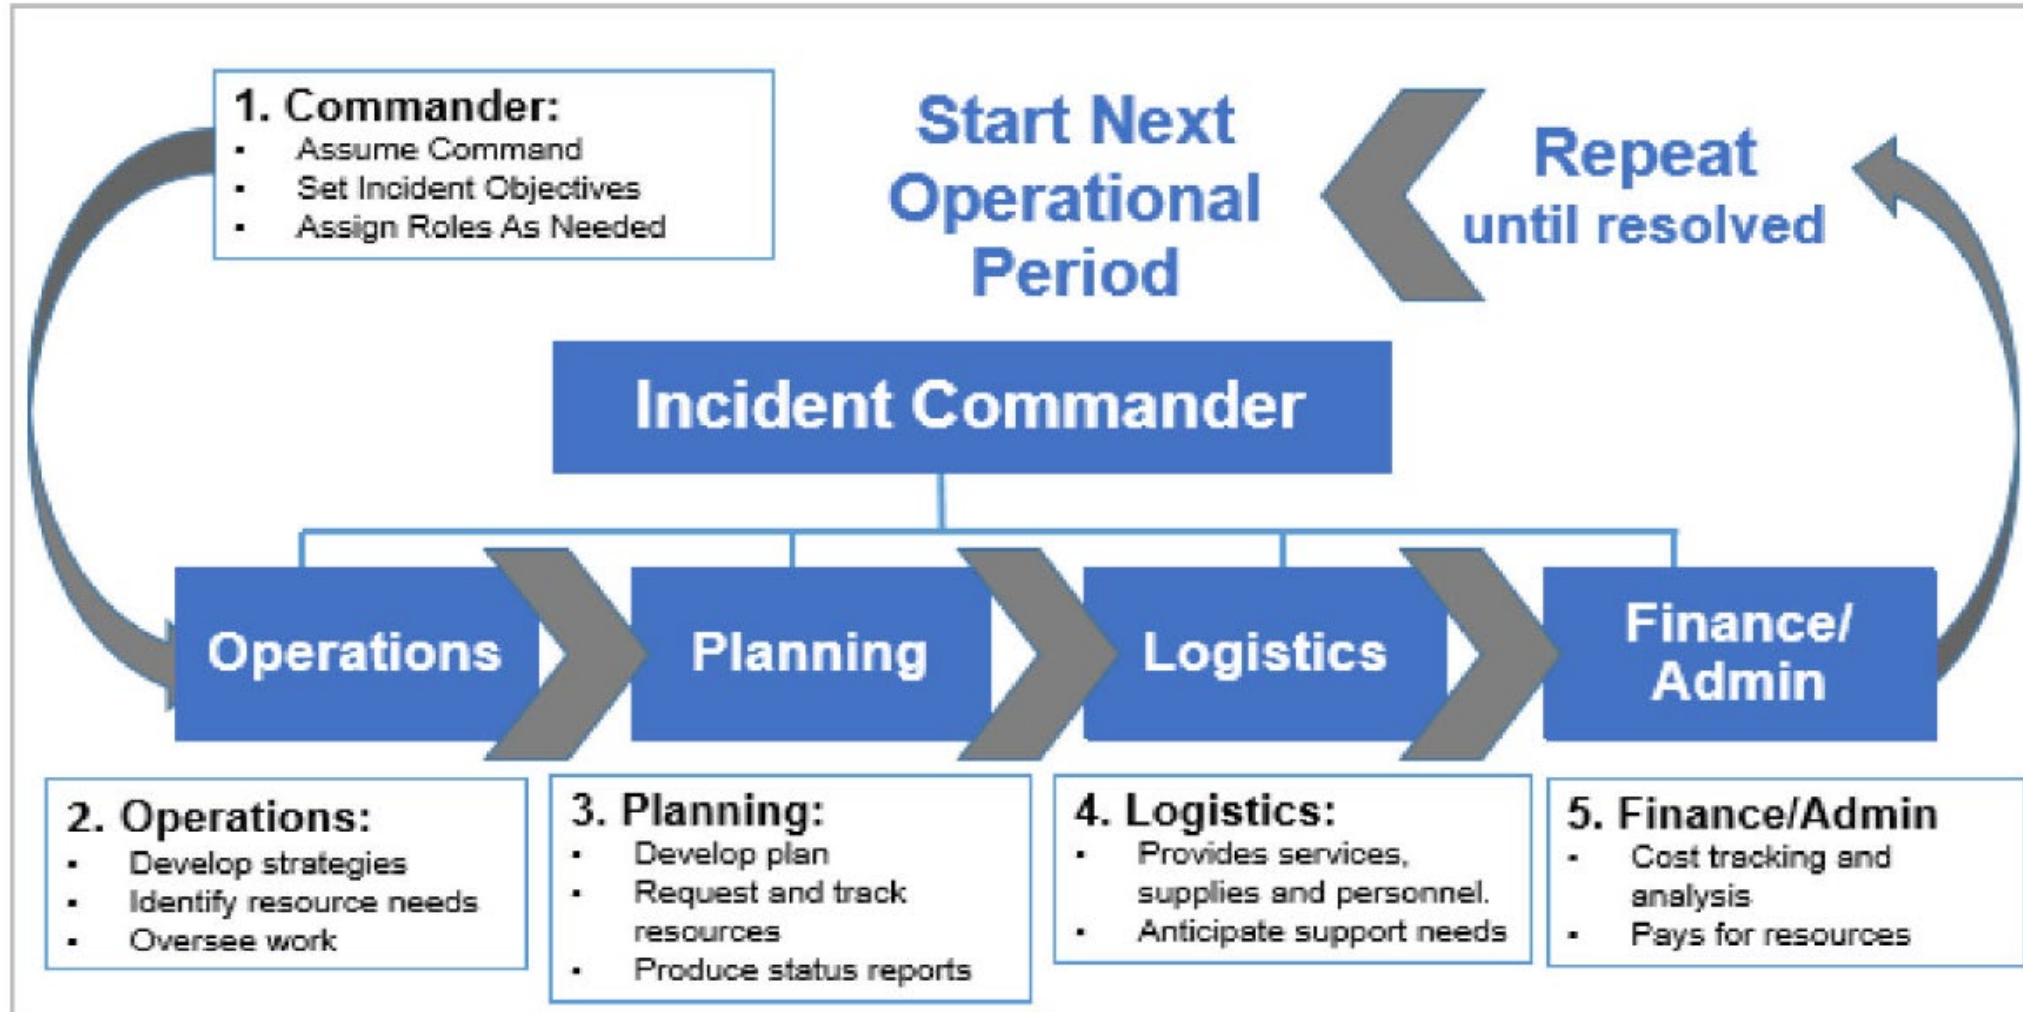 1. Commander:
▪ Assume Command
▪ Set Incident Objectives
▪ Assign Roles As Needed
Start Next
Operational
Period
Repeat
until resolved
Incident Commander
Operations
Planning
Logistics
Finance/
Admin
2. Operations:
▪ Develop strategies
▪ Identify resource needs
▪ Oversee work
3. Planning:
▪ Develop plan
▪ Request and track
resources
▪ Produce status reports
4. Logistics:
▪ Provides services,
supplies and personnel.
▪ Anticipate support needs
5. Finance/Admin
▪ Cost tracking and
analysis
▪ Pays for resources